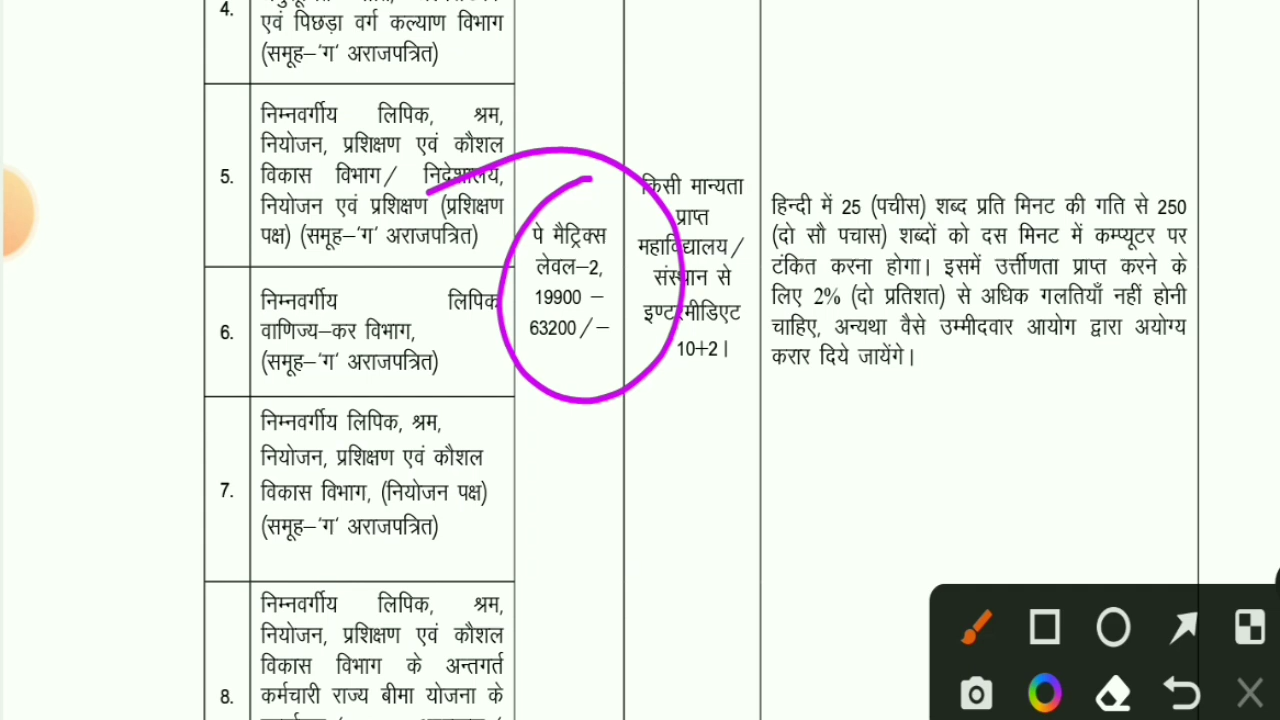 4.
एवं पिछड़ा वर्ग कल्याण विभाग
(समूह–'ग' अराजपत्रित)
5.
निम्नवर्गीय लिपिक, श्रम,
नियोजन, प्रशिक्षण एवं कौशल
विकास विभाग/ निदेशालय,
नियोजन एवं प्रशिक्षण (प्रशिक्षण
पक्ष) (समूह–'ग' अराजपत्रित)
6.
निम्नवर्गीय लिपिक
वाणिज्य–कर विभाग,
(समूह–'ग' अराजपत्रित)
7.
निम्नवर्गीय लिपिक, श्रम,
नियोजन, प्रशिक्षण एवं कौशल
विकास विभाग, (नियोजन पक्ष)
(समूह–'ग' अराजपत्रित)
8.
निम्नवर्गीय लिपिक, श्रम,
नियोजन, प्रशिक्षण एवं कौशल
विकास विभाग के अन्तगर्त
कर्मचारी राज्य बीमा योजना के
पे मैट्रिक्स
लेवल–2,
19900 –
63200/–
किसी मान्यता
प्राप्त
महाविद्यालय/
संस्थान से
इण्टरमीडिएट
10+2।
हिन्दी में 25 (पचीस) शब्द प्रति मिनट की गति से 250
(दो सौ पचास) शब्दों को दस मिनट में कम्प्यूटर पर
टंकित करना होगा। इसमें उर्त्तीणता प्राप्त करने के
लिए 2% (दो प्रतिशत) से अधिक गलतियाँ नहीं होनी
चाहिए, अन्यथा वैसे उम्मीदवार आयोग द्वारा अयोग्य
करार दिये जायेंगे।